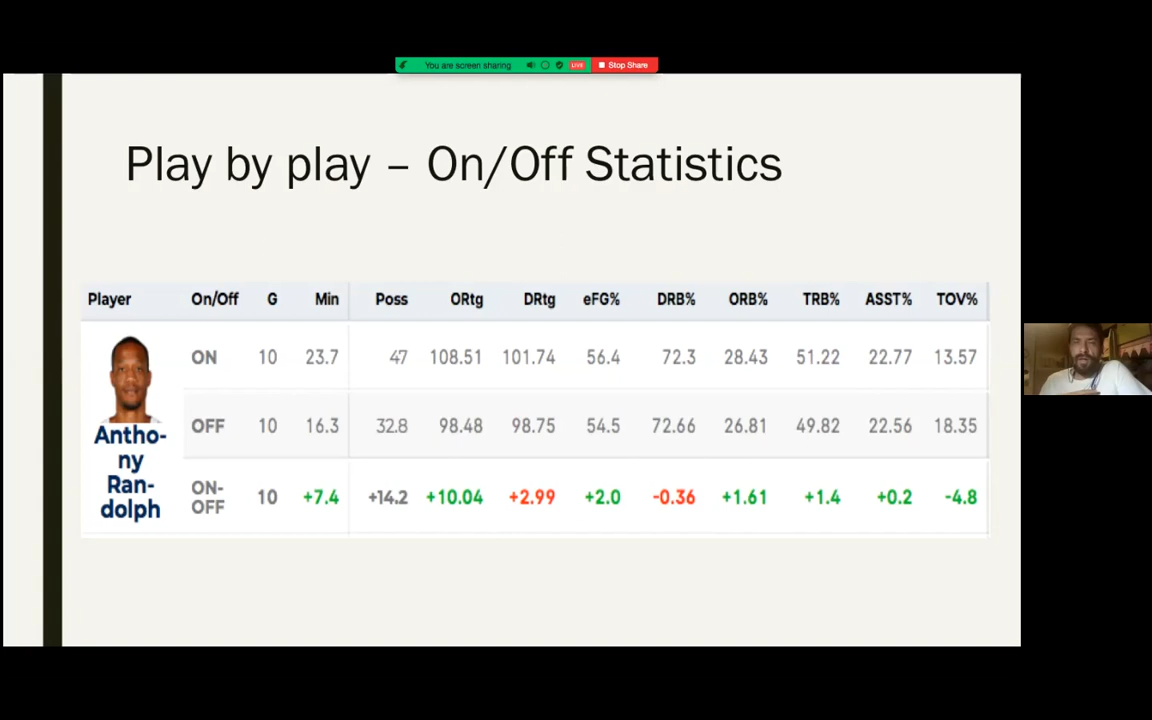 You are screen sharing LIVE Stop Share
Play by play – On/Off Statistics
Player On/Off G Min Poss ORtg DRtg eFG% DRB% ORB% TRB% ASST% TOV%
ON 10 23.7 47 108.51 101.74 56.4 72.3 28.43 51.22 22.77 13.57
OFF 10 16.3 32.8 98.48 98.75 54.5 72.66 26.81 49.82 22.56 18.35
Antho-
ny
Ran-
dolph
ON-
OFF
10 +7.4 +14.2 +10.04 +2.99 +2.0 -0.36 +1.61 +1.4 +0.2 -4.8